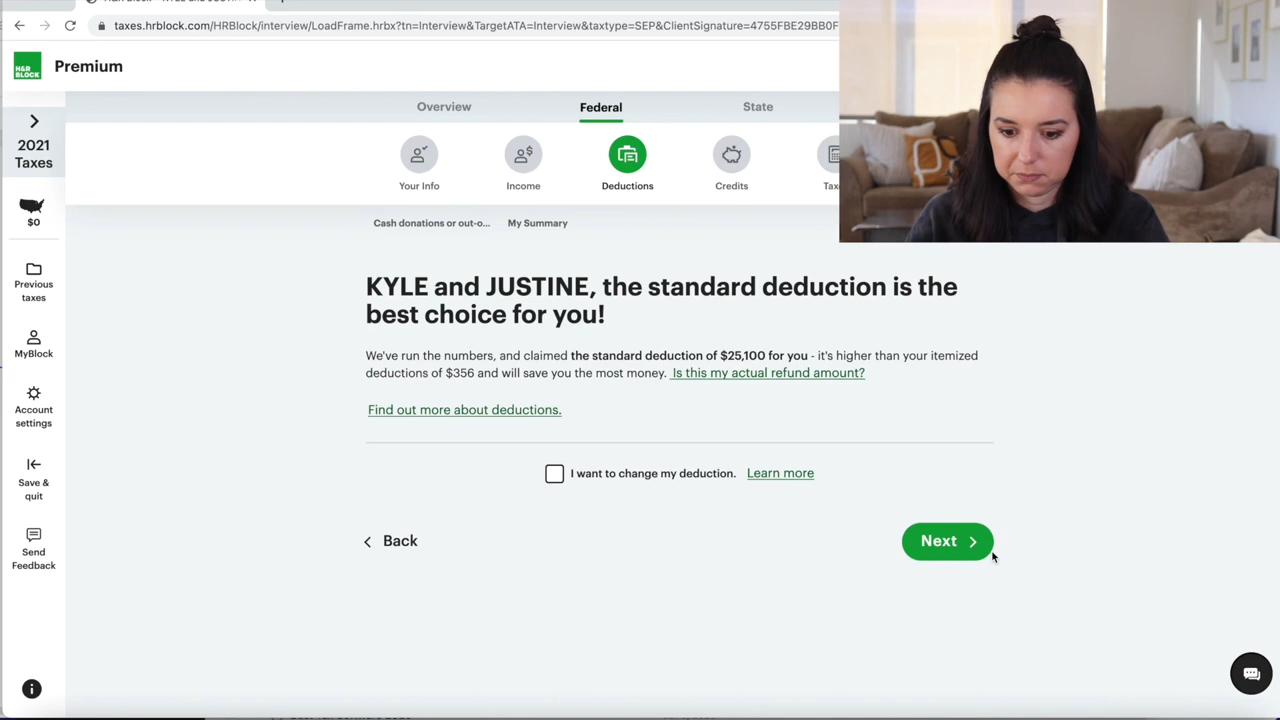 taxes.hrblock.com/HRBlock/interview/LoadFrame.hrbx?tn=Interview&TargetATA=Interview&taxtype=SEP&ClientSignature=4755FBE29BB0F
H&R BLOCK
Premium
Overview
Federal
State
2021 Taxes
Your Info
Income
Deductions
Credits
$0
Cash donations or out-o...
My Summary
Previous taxes
MyBlock
Account settings
Save & quit
Send Feedback
KYLE and JUSTINE, the standard deduction is the
best choice for you!
We've run the numbers, and claimed the standard deduction of $25,100 for you - it's higher than your itemized
deductions of $356 and will save you the most money. Is this my actual refund amount?
Find out more about deductions.
I want to change my deduction. Learn more
Back
Next